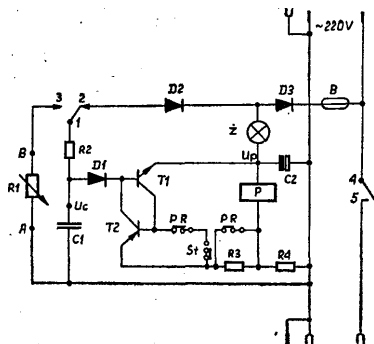 ~220V
3 2 D2 D3 B
1
Ż
B R2
D1 Up
R1 T1 C2
Uc P 4
5
A C1 T2 PR PR
St
R3 R4